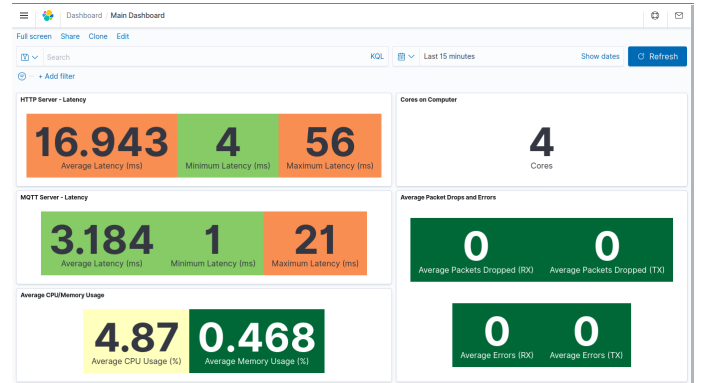 Dashboard / Main Dashboard
Full screen Share Clone Edit
Search KQL Last 15 minutes Show dates Refresh
+ Add filter
HTTP Server - Latency
16.943 4 56
Average Latency (ms) Minimum Latency (ms) Maximum Latency (ms)
Cores on Computer
4
Cores
MQTT Server - Latency
3.184 1 21
Average Latency (ms) Minimum Latency (ms) Maximum Latency (ms)
Average Packet Drops and Errors
0 0
Average Packets Dropped (RX) Average Packets Dropped (TX)
0 0
Average Errors (RX) Average Errors (TX)
Average CPU/Memory Usage
4.87 0.468
Average CPU Usage (%) Average Memory Usage (%)